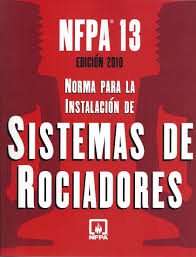 NFPA® 13
EDICIÓN 2010
NORMA PARA LA
INSTALACIÓN DE
SISTEMAS DE
ROCIADORES
NFPA